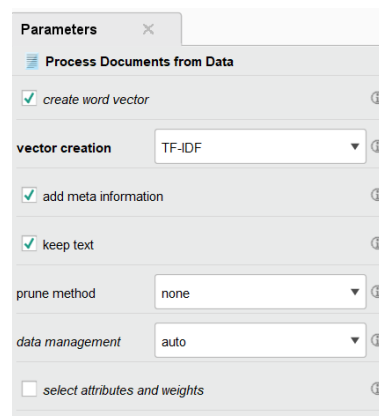 Parameters
Process Documents from Data
create word vector
vector creation TF-IDF
add meta information
keep text
prune method none
data management auto
select attributes and weights